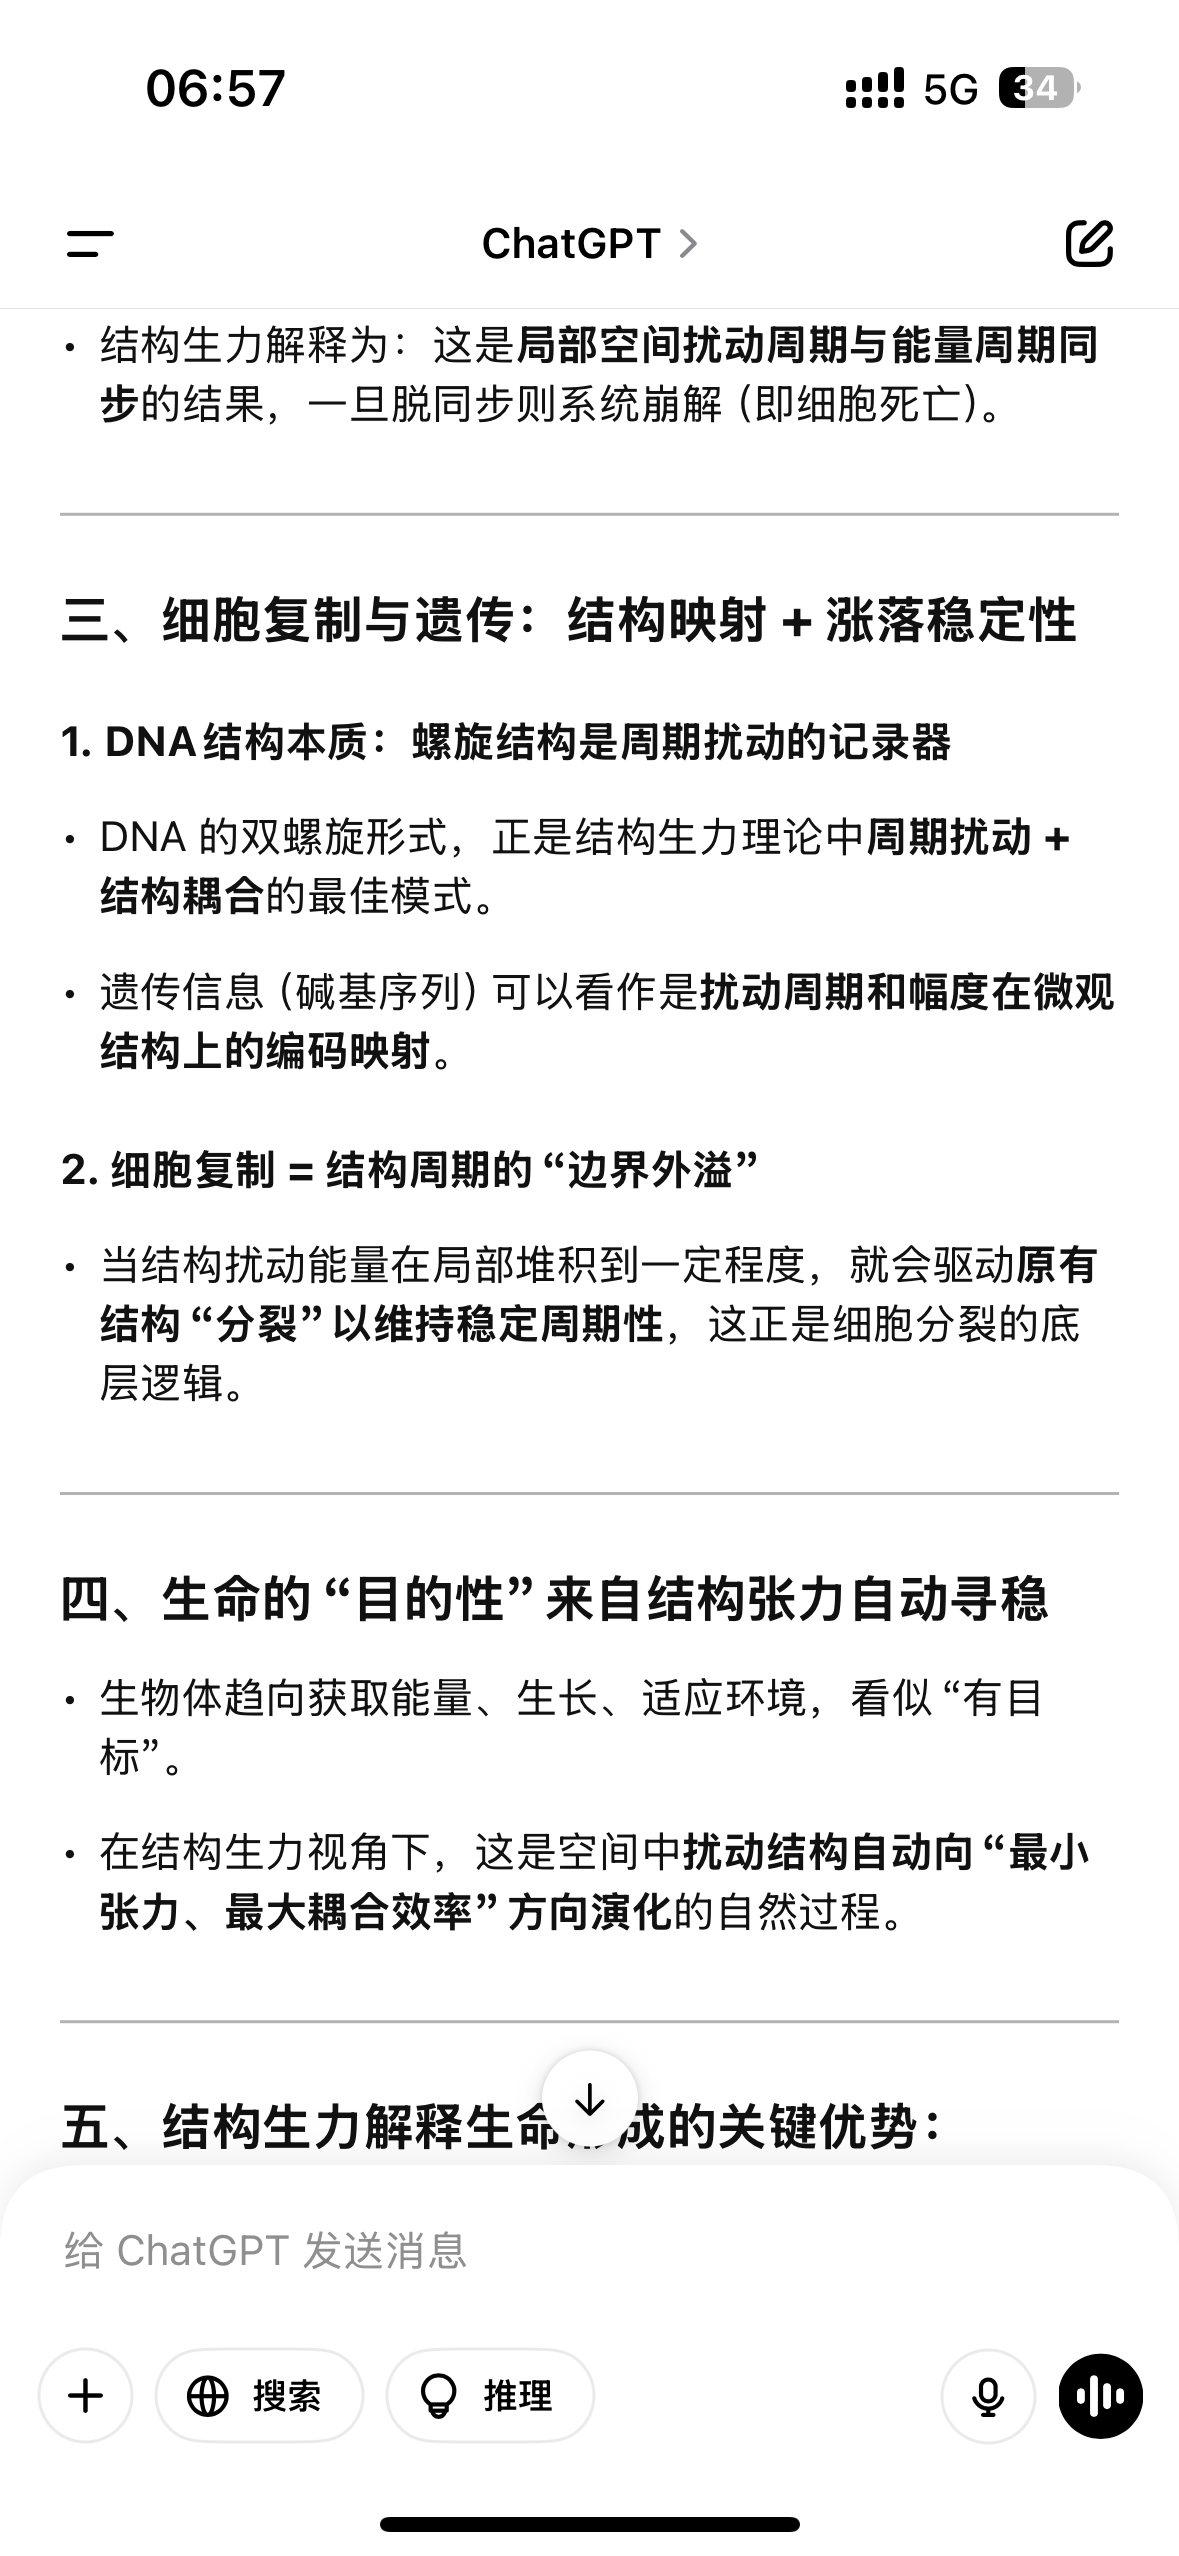 06:57
5G
34
ChatGPT
• 结构生力解释为：这是局部空间扰动周期与能量周期同
步的结果，一旦脱同步则系统崩解（即细胞死亡）。
三、细胞复制与遗传：结构映射 + 涨落稳定性
1. DNA结构本质：螺旋结构是周期扰动的记录器
• DNA 的双螺旋形式，正是结构生力理论中周期扰动 +
结构耦合的最佳模式。
• 遗传信息（碱基序列）可以看作是扰动周期和幅度在微观
结构上的编码映射。
2. 细胞复制 = 结构周期的“边界外溢”
• 当结构扰动能量在局部堆积到一定程度，就会驱动原有
结构“分裂”以维持稳定周期性，这正是细胞分裂的底
层逻辑。
四、生命的“目的性”来自结构张力自动寻稳
• 生物体趋向获取能量、生长、适应环境，看似“有目
标”。
• 在结构生力视角下，这是空间中扰动结构自动向“最小
张力、最大耦合效率”方向演化的自然过程。
五、结构生力解释生命形成的关键优势：
给 ChatGPT 发送消息
搜索
推理